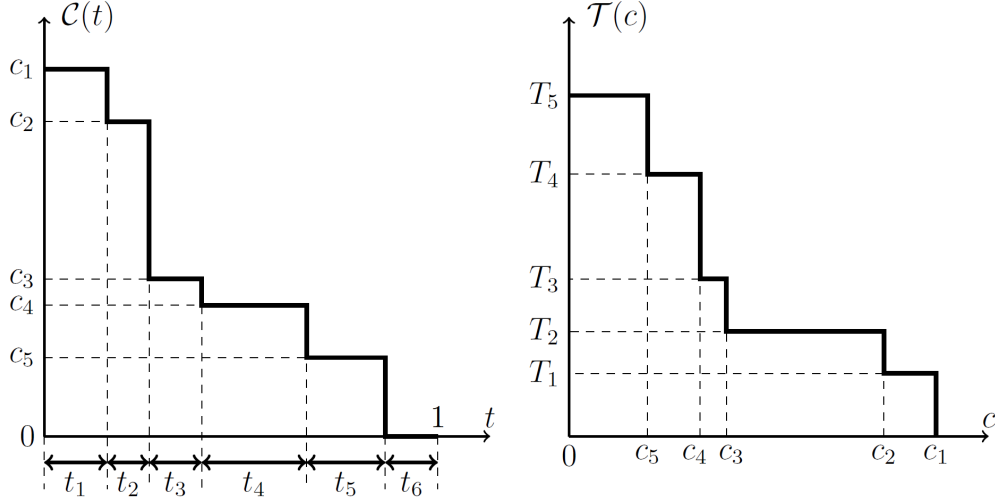 𝒞(t)
c₁
c₂
c₃
c₄
c₅
0
1
t
t₁ t₂ t₃ t₄ t₅ t₆
𝒯(c)
T₅
T₄
T₃
T₂
T₁
0 c₅ c₄ c₃ c₂ c₁ c